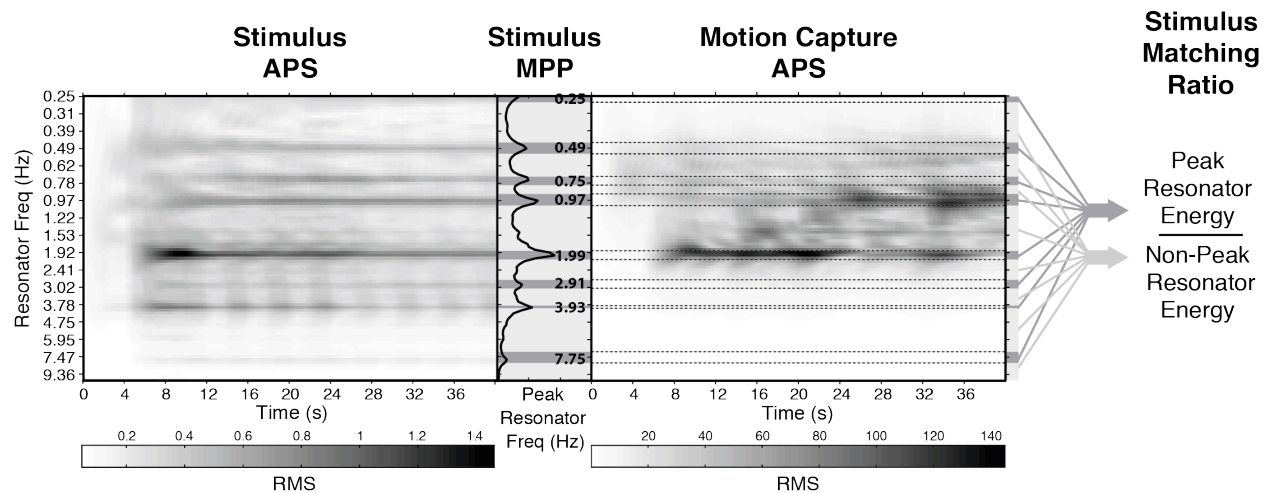 Stimulus
APS
Stimulus
MPP
Motion Capture
APS
Stimulus
Matching
Ratio
Resonator Freq (Hz)
0.25
0.31
0.39
0.49
0.62
0.78
0.97
1.22
1.53
1.92
2.41
3.02
3.78
4.75
5.95
7.47
9.36
0 4 8 12 16 20 24 28 32 36
Time (s)
0.25
0.49
0.75
0.97
1.99
2.91
3.93
7.75
Peak
Resonator
Freq (Hz)
0 4 8 12 16 20 24 28 32 36
Time (s)
Peak
Resonator
Energy
Non-Peak
Resonator
Energy
0.2 0.4 0.6 0.8 1 1.2 1.4
RMS
20 40 60 80 100 120 140
RMS